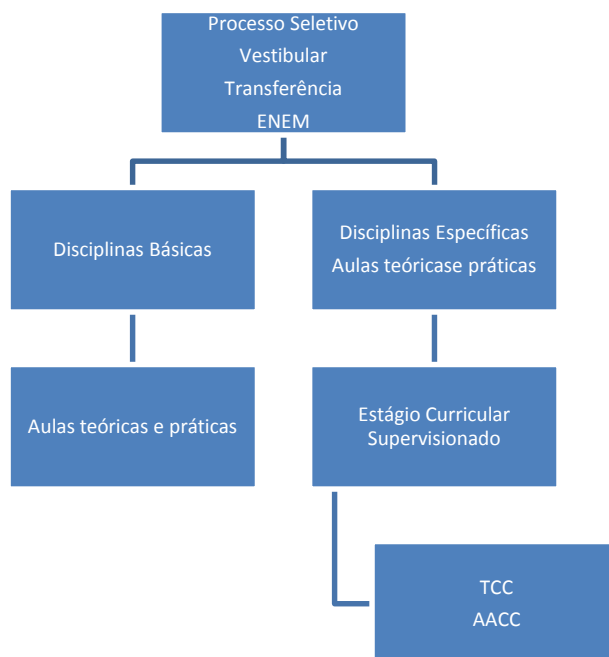 Processo Seletivo
Vestibular
Transferência
ENEM
Disciplinas Básicas
Disciplinas Específicas
Aulas teóricase práticas
Aulas teóricas e práticas
Estágio Curricular
Supervisionado
TCC
AACC